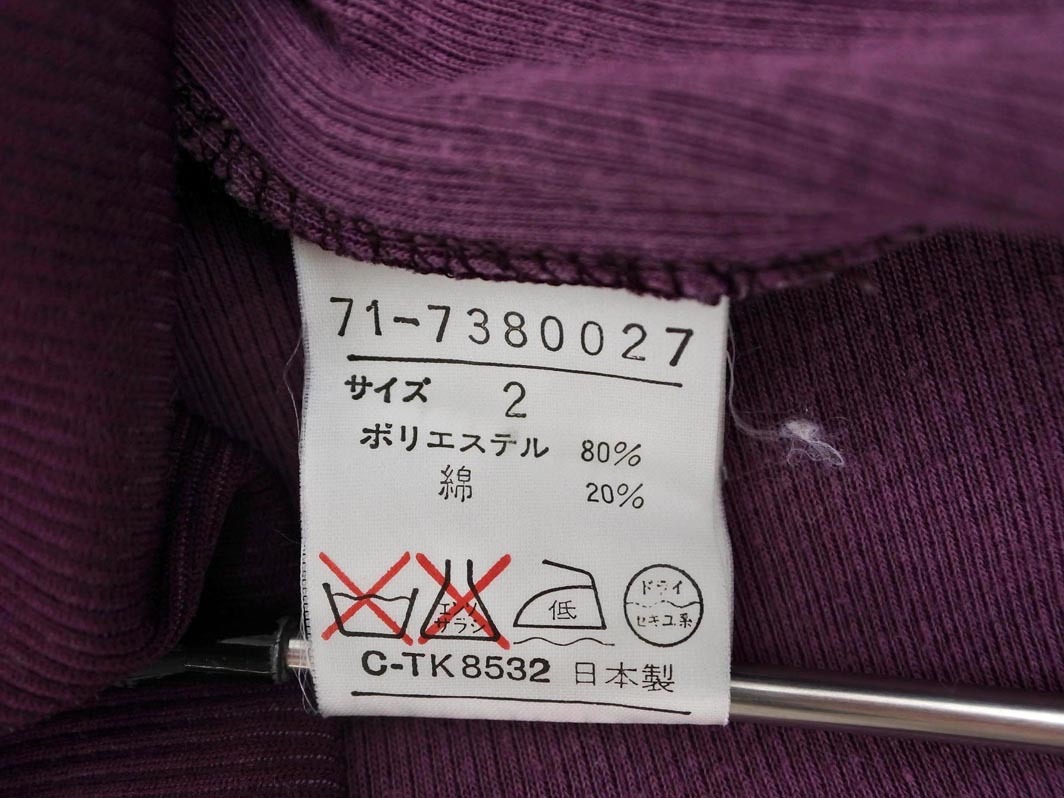 71-7380027
サイズ 2
ポリエステル 80%
綿 20%
エンソ サラシ 低 ドライ セキユ系
C-TK8532 日本製